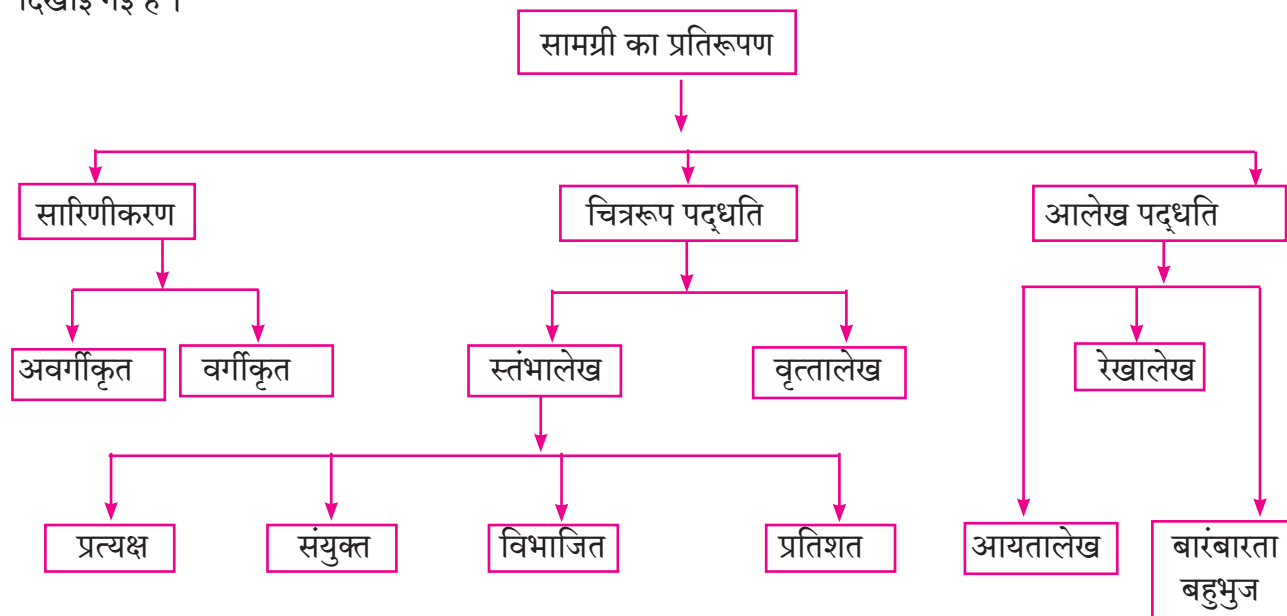 दिखाई गई है ।
सामग्री का प्रतिरूपण
सारिणीकरण
चित्ररूप पद्धति
आलेख पद्धति
अवर्गीकृत
वर्गीकृत
स्तंभालेख
वृत्तालेख
रेखालेख
प्रत्यक्ष
संयुक्त
विभाजित
प्रतिशत
आयतालेख
बारंबारता
बहुभुज